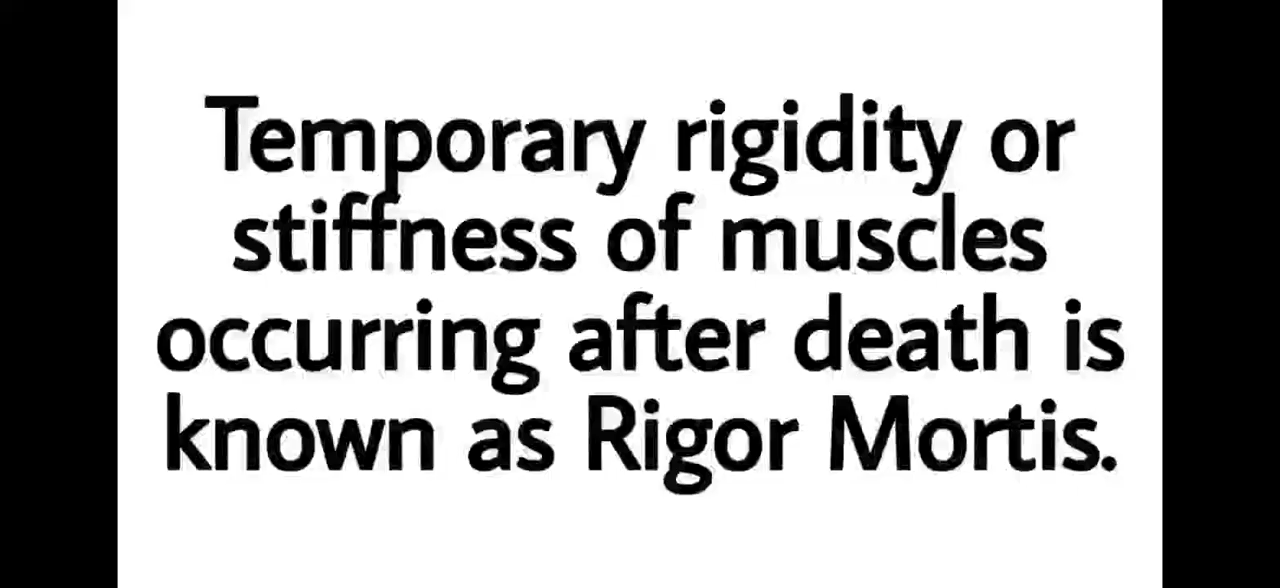 Temporary rigidity or
stiffness of muscles
occurring after death is
known as Rigor Mortis.